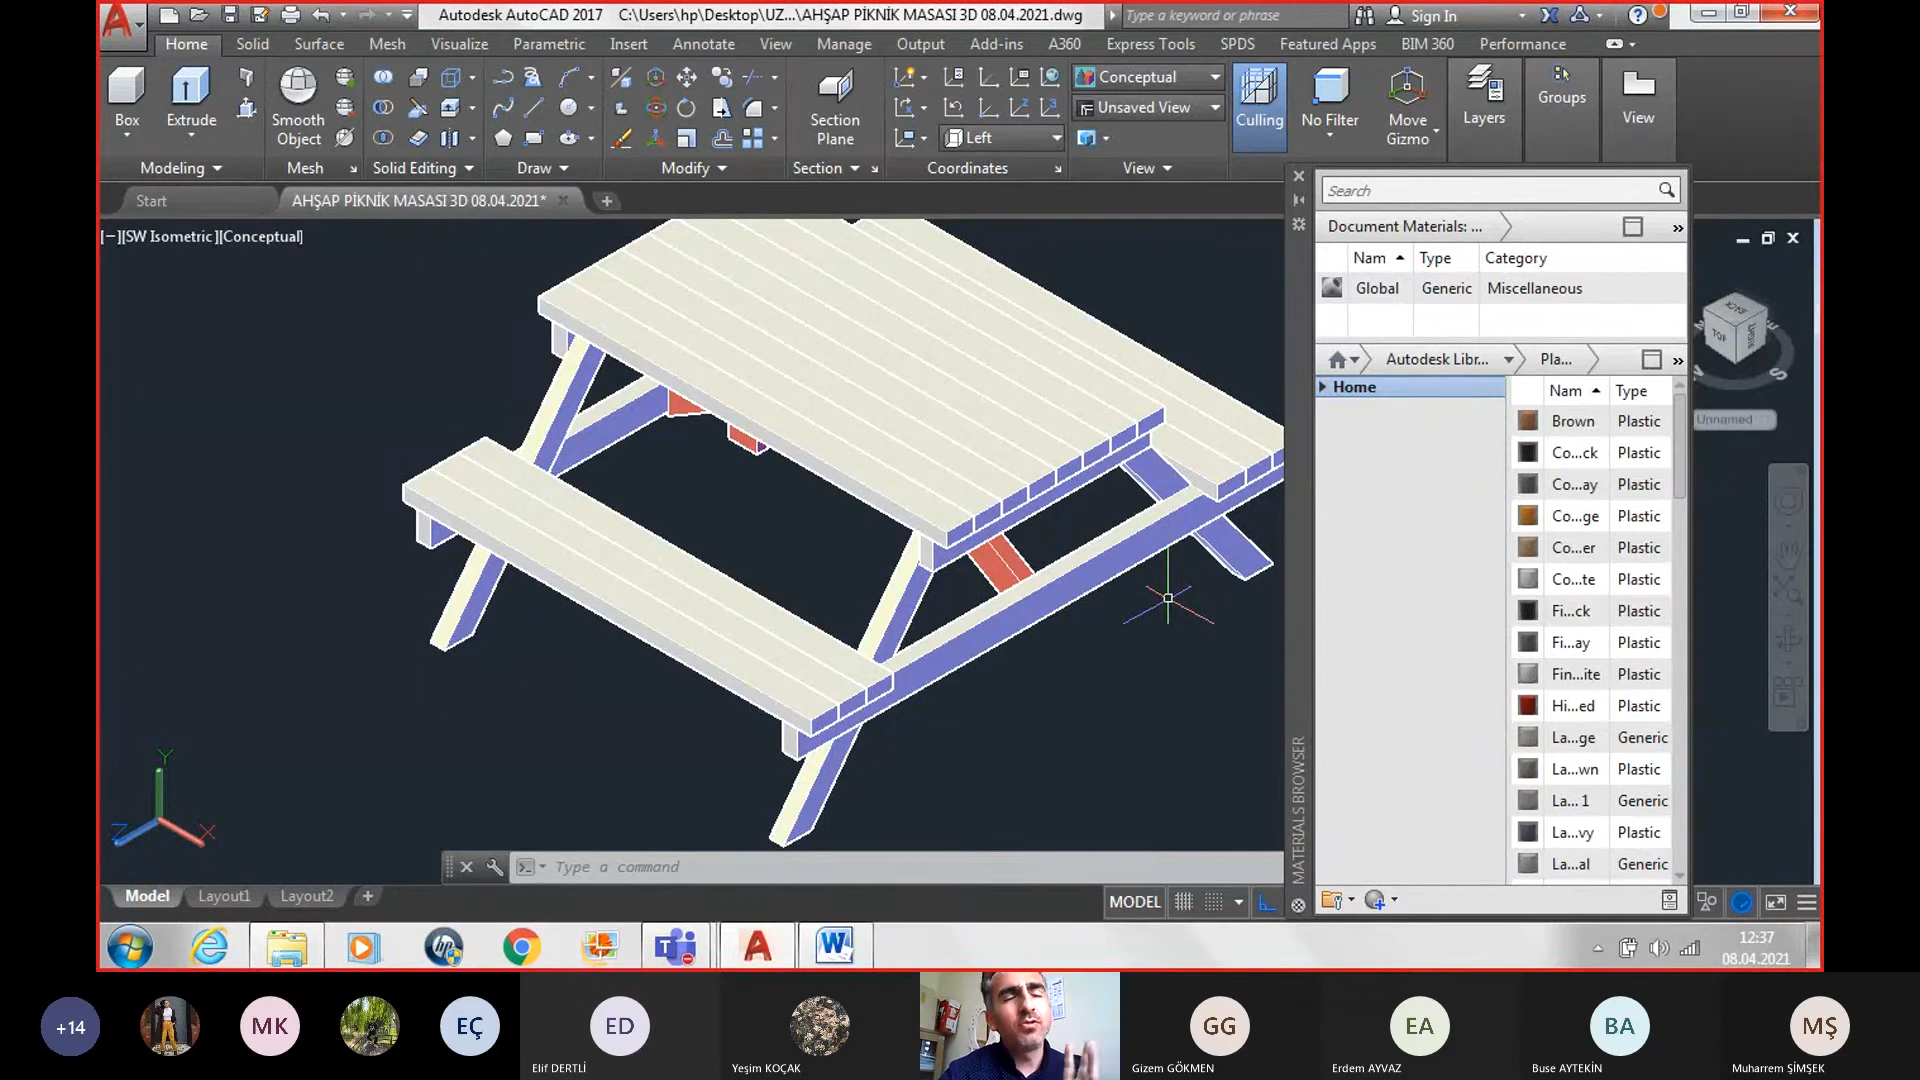 Autodesk AutoCAD 2017 C:\Users\hp\Desktop\UZ...\AHŞAP PİKNİK MASASI 3D 08.04.2021.dwg
Type a keyword or phrase
Sign In
Home Solid Surface Mesh Visualize Parametric Insert Annotate View Manage Output Add-ins A360 Express Tools SPDS Featured Apps BIM 360 Performance
Box
Extrude
Smooth Object
Section Plane
Conceptual
Unsaved View
Left
Culling
No Filter
Move Gizmo
Layers
Groups
View
Modeling
Mesh
Solid Editing
Draw
Modify
Section
Coordinates
View
Start
AHŞAP PİKNİK MASASI 3D 08.04.2021*
[−][SW Isometric][Conceptual]
Search
Document Materials: ...
Nam Type Category
Global Generic Miscellaneous
Autodesk Libr... Pla...
Home
Nam Type
Brown Plastic
Co...ck Plastic
Co...ay Plastic
Co...ge Plastic
Co...er Plastic
Co...te Plastic
Fi...ck Plastic
Fi...ay Plastic
Fin...ite Plastic
Hi...ed Plastic
La...ge Generic
La...wn Plastic
La... 1 Generic
La...vy Plastic
La...al Generic
MATERIALS BROWSER
TOP
BACK
S
Unnamed
Y
Z
X
Type a command
Model Layout1 Layout2
MODEL
12:37
08.04.2021
+14
MK
EÇ
ED
Elif DERTLİ
Yeşim KOÇAK
GG
Gizem GÖKMEN
EA
Erdem AYVAZ
BA
Buse AYTEKİN
MŞ
Muharrem ŞİMŞEK